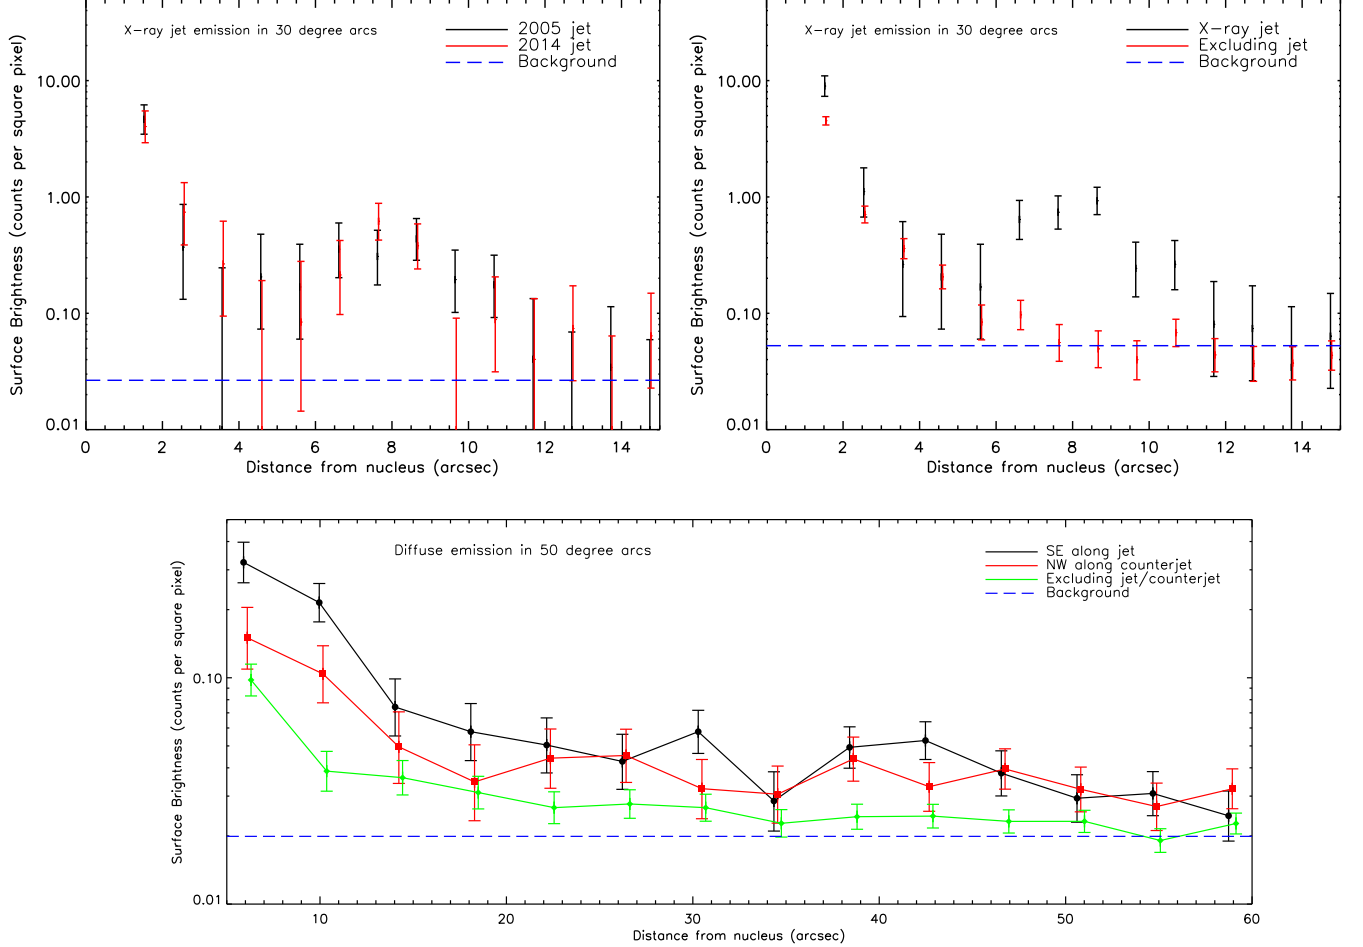 X-ray jet emission in 30 degree arcs
2005 jet
2014 jet
Background
Surface Brightness (counts per square pixel)
10.00
1.00
0.10
0.01
0 2 4 6 8 10 12 14
Distance from nucleus (arcsec)
X-ray jet emission in 30 degree arcs
X-ray jet
Excluding jet
Background
Surface Brightness (counts per square pixel)
10.00
1.00
0.10
0.01
0 2 4 6 8 10 12 14
Distance from nucleus (arcsec)
Diffuse emission in 50 degree arcs
SE along jet
NW along counterjet
Excluding jet/counterjet
Background
Surface Brightness (counts per square pixel)
0.10
0.01
10 20 30 40 50 60
Distance from nucleus (arcsec)